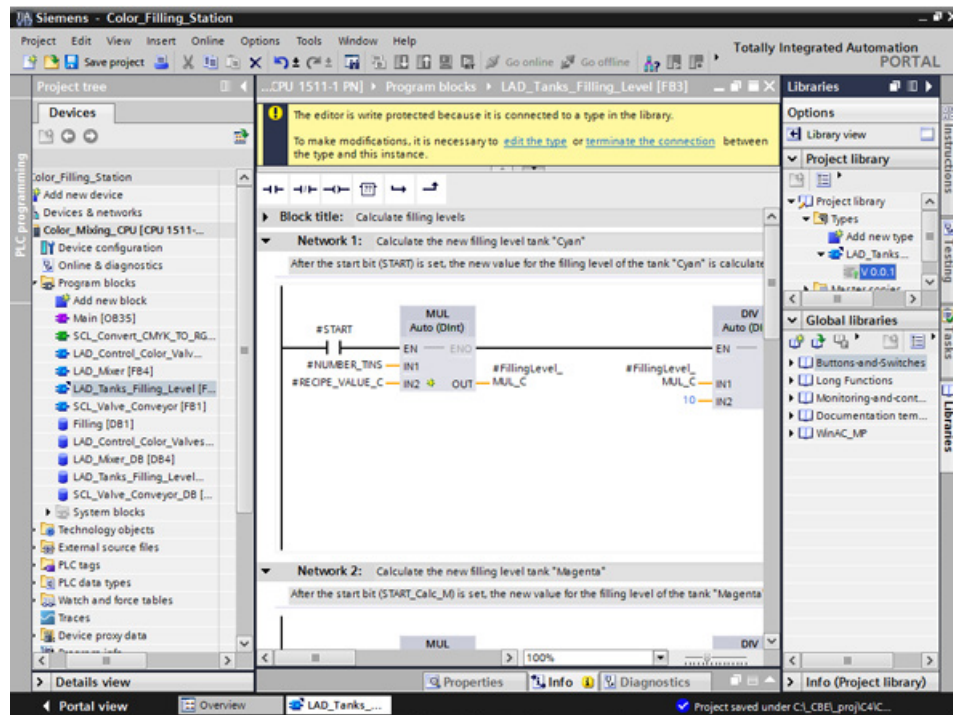 Siemens - Color_Filling_Station
Project Edit View Insert Online Options Tools Window Help
Totally Integrated Automation
PORTAL
Save project
Go online
Go offline
Project tree
...CPU 1511-1 PN] › Program blocks › LAD_Tanks_Filling_Level [FB3]
Libraries
Devices
The editor is write protected because it is connected to a type in the library.
To make modifications, it is necessary to edit the type or terminate the connection between
the type and this instance.
Options
Library view
Project library
PLC programming
Color_Filling_Station
Add new device
Devices & networks
Color_Mixing_CPU [CPU 1511-...
Device configuration
Online & diagnostics
Program blocks
Add new block
Main [OB35]
SCL_Convert_CMYK_TO_RG...
LAD_Control_Color_Valv...
LAD_Mixer [FB4]
LAD_Tanks_Filling_Level [F...
SCL_Valve_Conveyor [FB1]
Filling [DB1]
LAD_Control_Color_Valves...
LAD_Mixer_DB [DB4]
LAD_Tanks_Filling_Level...
SCL_Valve_Conveyor_DB [...
System blocks
Technology objects
External source files
PLC tags
PLC data types
Watch and force tables
Traces
Device proxy data
Details view
Block title: Calculate filling levels
Network 1: Calculate the new filling level tank "Cyan"
After the start bit (START) is set, the new value for the filling level of the tank "Cyan" is calculate
MUL
Auto (DInt)
DIV
Auto (DI
#START
EN ENO
EN
#NUMBER_TINS IN1
#RECIPE_VALUE_C IN2 OUT
#FillingLevel_
MUL_C
#FillingLevel_
MUL_C IN1
10 IN2
Network 2: Calculate the new filling level tank "Magenta"
After the start bit (START_Calc_M) is set, the new value for the filling level of the tank "Magenta
MUL
DIV
100%
Properties
Info
Diagnostics
Project library
Types
Add new type
LAD_Tanks...
V 0.0.1
Master copies
Global libraries
Buttons-and-Switches
Long Functions
Monitoring-and-cont...
Documentation tem...
WinAC_MP
Info (Project library)
Instructions
Testing
Tasks
Libraries
Portal view
Overview
LAD_Tanks_...
Project saved under C:\_CBE\_proj\C4\C...